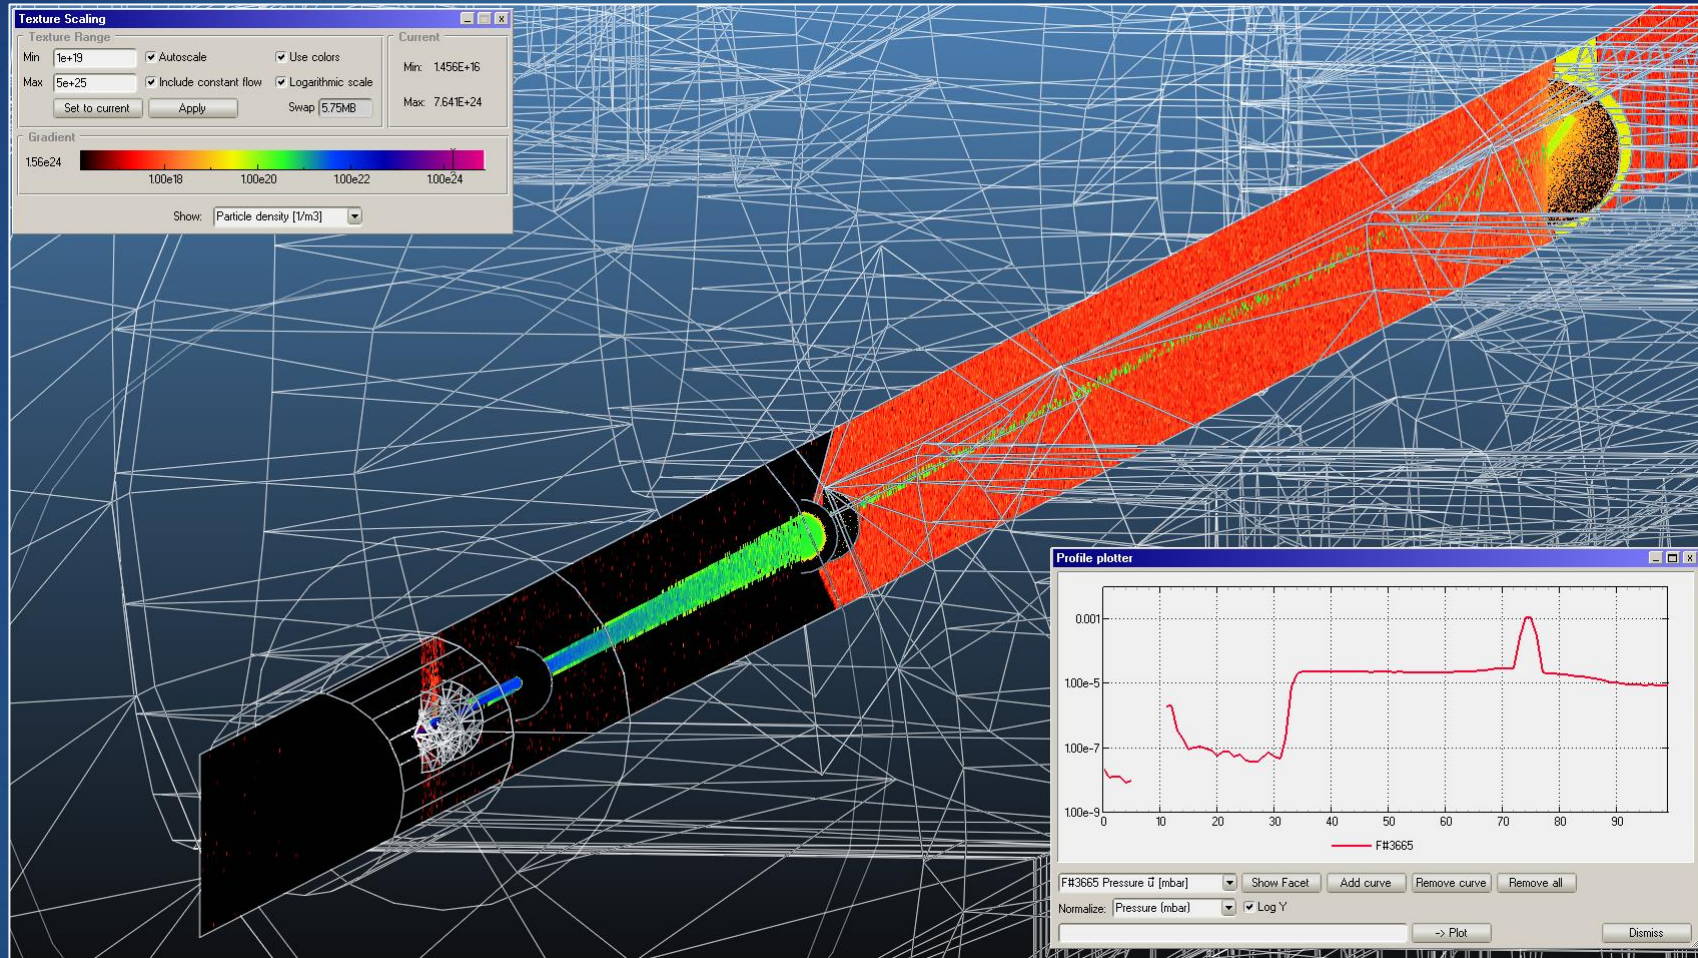 Texture Scaling
Texture Range
Min 1e+19 Autoscale Use colors
Max 5e+25 Include constant flow Logarithmic scale
Set to current Apply Swap 5.75MB
Current
Min: 1.456E+16
Max: 7.641E+24
Gradient
1.56e24
1.00e18 1.00e20 1.00e22 1.00e24
Show: Particle density [1/m3]
Profile plotter
0.001
1.00e-5
1.00e-7
1.00e-9
0 10 20 30 40 50 60 70 80 90
F#3665
F#3665 Pressure ū [mbar] Show Facet Add curve Remove curve Remove all
Normalize: Pressure (mbar) Log Y
-> Plot Dismiss